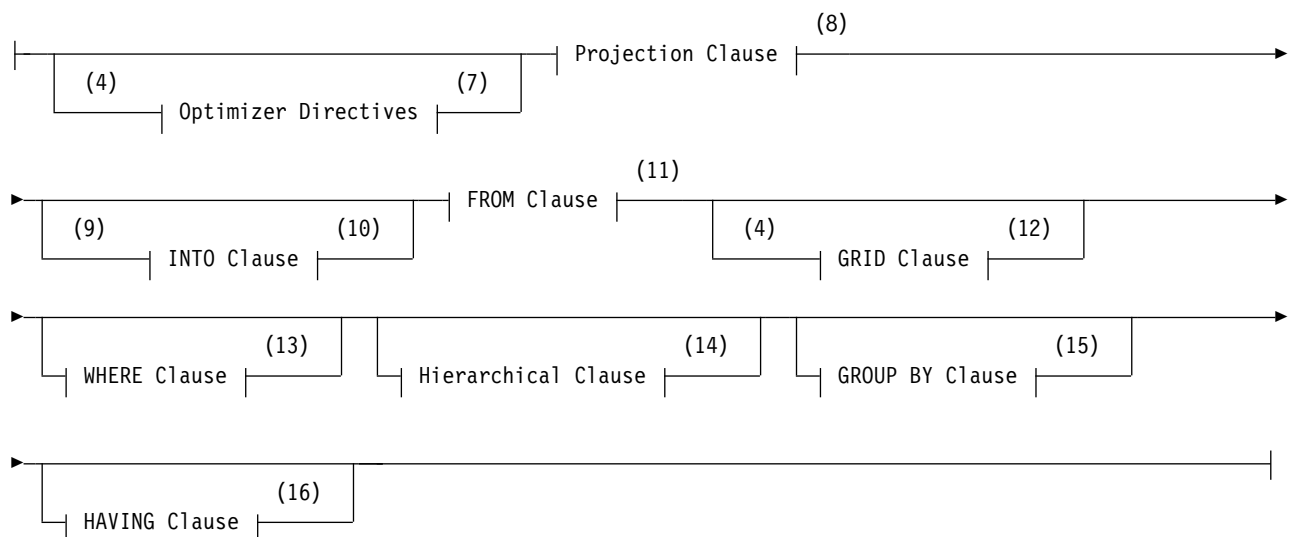 (8)
Projection Clause
(4) (7)
Optimizer Directives
(11)
FROM Clause
(9) (10) (4) (12)
INTO Clause GRID Clause
(13) (14) (15)
WHERE Clause Hierarchical Clause GROUP BY Clause
(16)
HAVING Clause